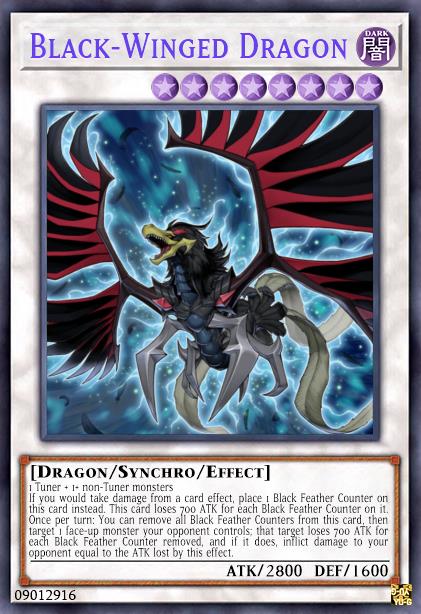 BLACK-WINGED DRAGON
DARK
闇
[DRAGON/SYNCHRO/EFFECT]
1 Tuner + 1+ non-Tuner monsters
If you would take damage from a card effect, place 1 Black Feather Counter on
this card instead. This card loses 700 ATK for each Black Feather Counter on it.
Once per turn: You can remove all Black Feather Counters from this card, then
target 1 face-up monster your opponent controls; that target loses 700 ATK for
each Black Feather Counter removed, and if it does, inflict damage to your
opponent equal to the ATK lost by this effect.
ATK/2800 DEF/1600
09012916